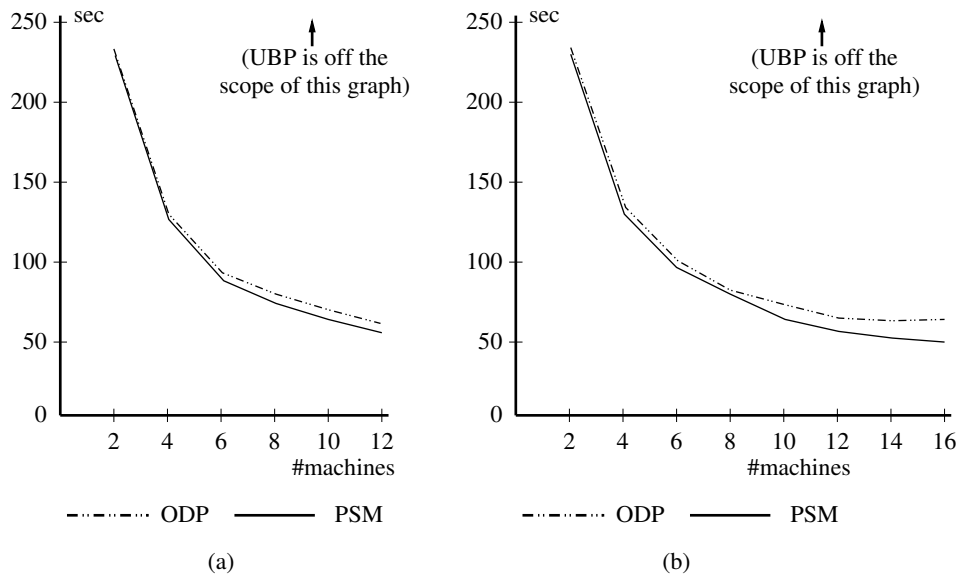 250
sec
(UBP is off the
scope of this graph)
200
150
100
50
0
2 4 6 8 10 12
#machines
ODP PSM
(a)
250
sec
(UBP is off the
scope of this graph)
200
150
100
50
0
2 4 6 8 10 12 14 16
#machines
ODP PSM
(b)